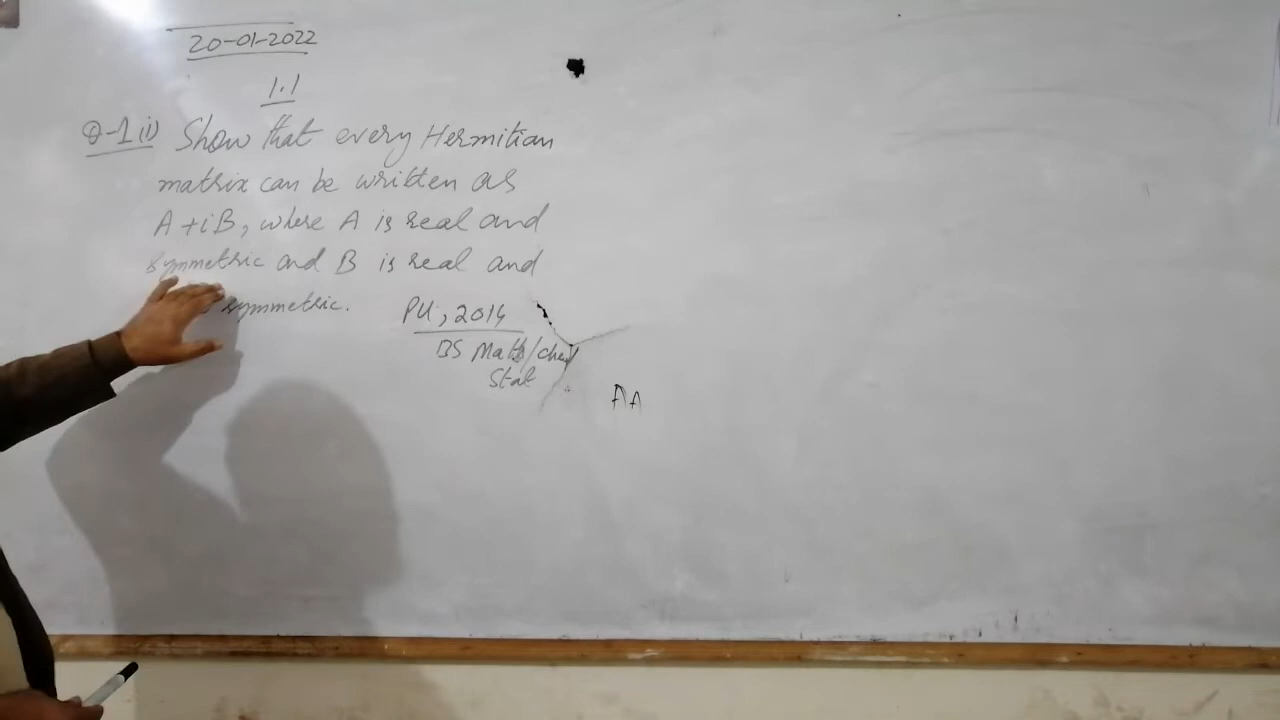 20-01-2022
1.1
Q-1(i) Show that every Hermitian
matrix can be written as
A+iB, where A is real and
symmetric and B is real and
symmetric.
PU, 2014
BS Math/
Stat
AA